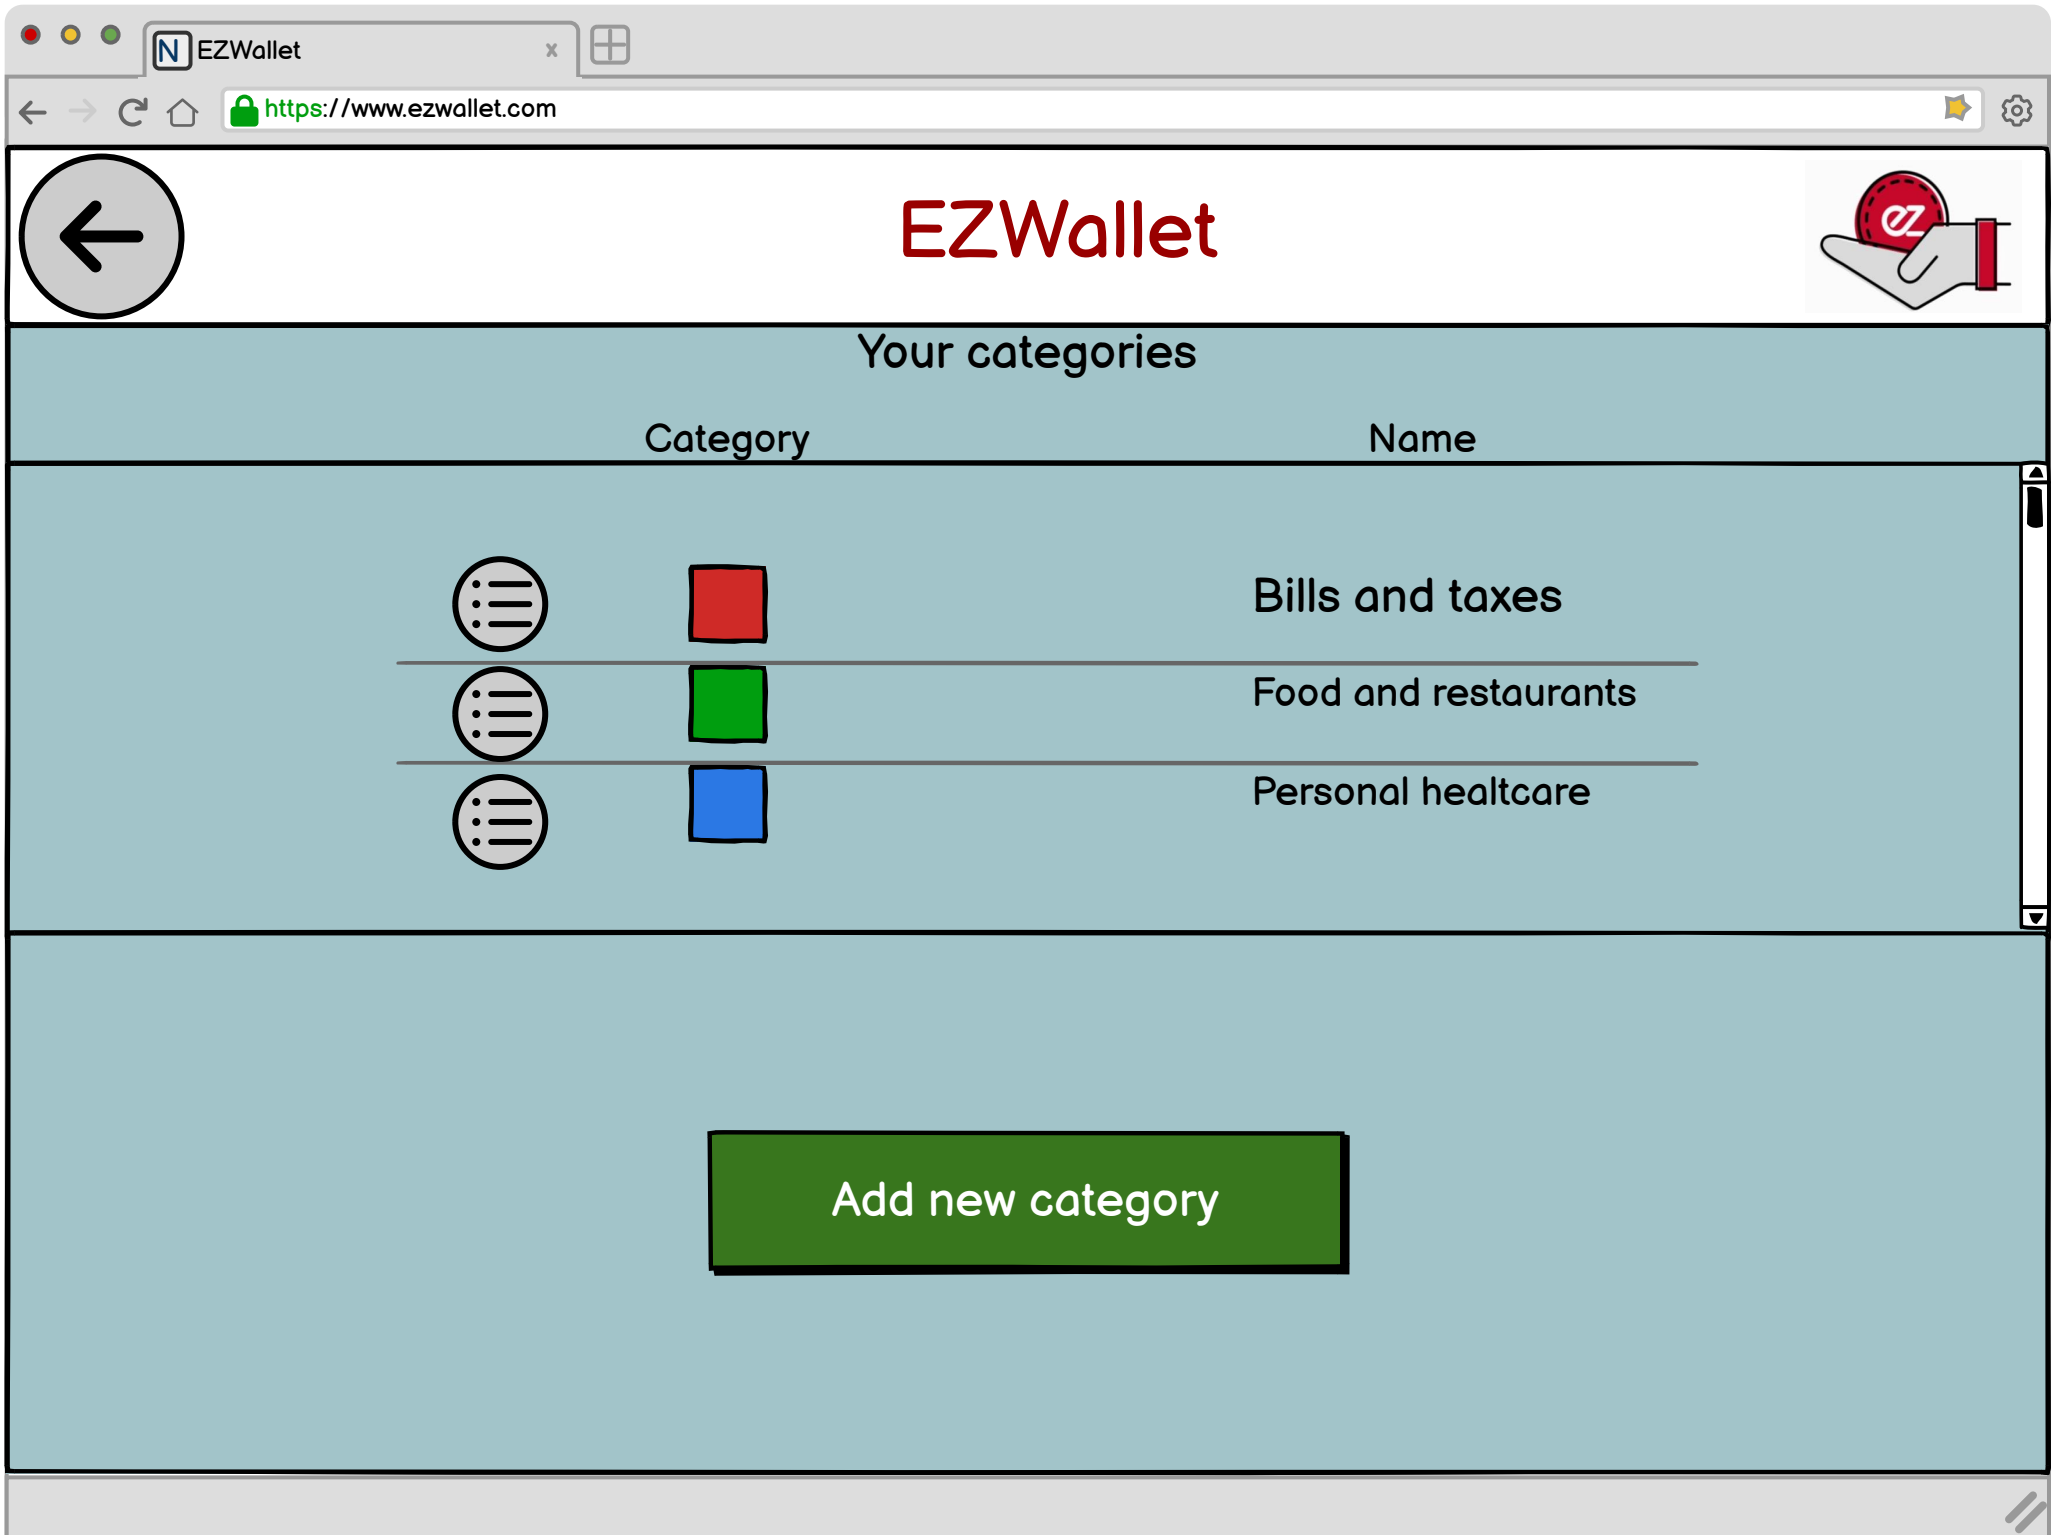 N EZWallet x
https://www.ezwallet.com
EZWallet
ez
Your categories
Category Name
Bills and taxes
Food and restaurants
Personal healtcare
Add new category